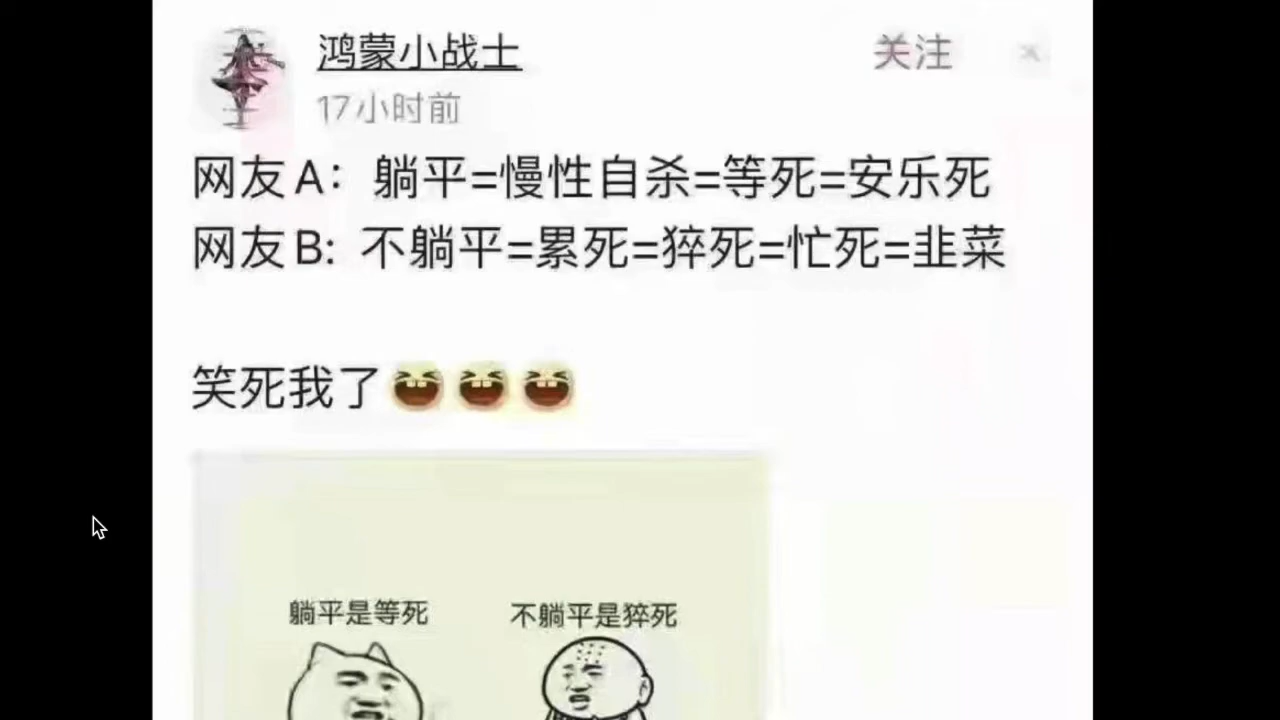 鸿蒙小战士
关注
17小时前
网友A：躺平=慢性自杀=等死=安乐死
网友B: 不躺平=累死=猝死=忙死=韭菜
笑死我了😆😆😆
躺平是等死
不躺平是猝死